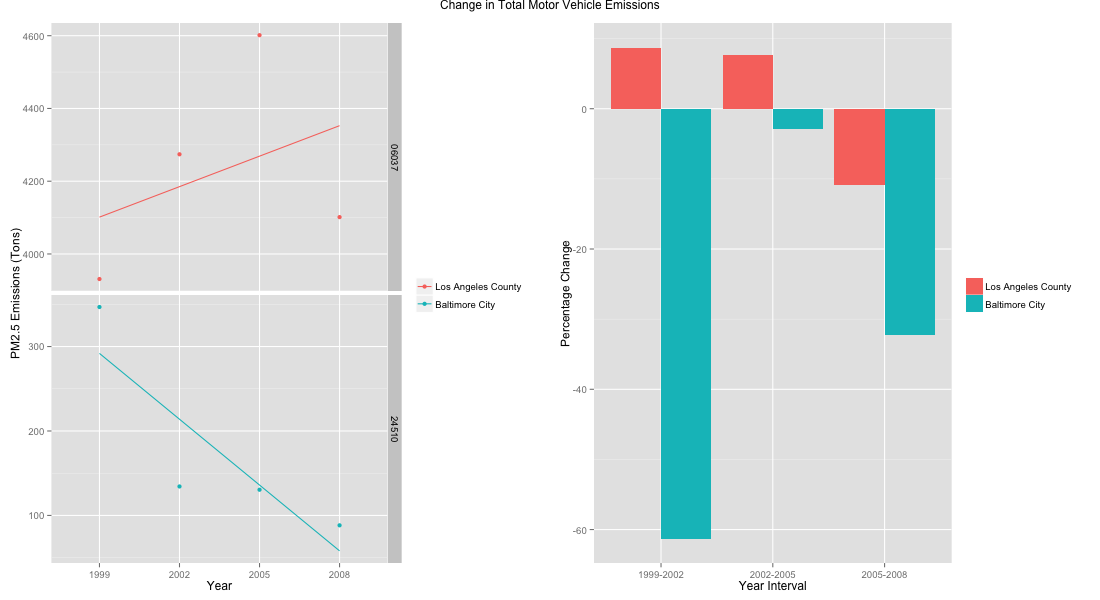 Change in Total Motor Vehicle Emissions
PM2.5 Emissions (Tons)
4600
4400
4200
4000
06037
300
200
100
24510
1999
2002
2005
2008
Year
Los Angeles County
Baltimore City
Percentage Change
0
-20
-40
-60
1999-2002
2002-2005
2005-2008
Year Interval
Los Angeles County
Baltimore City